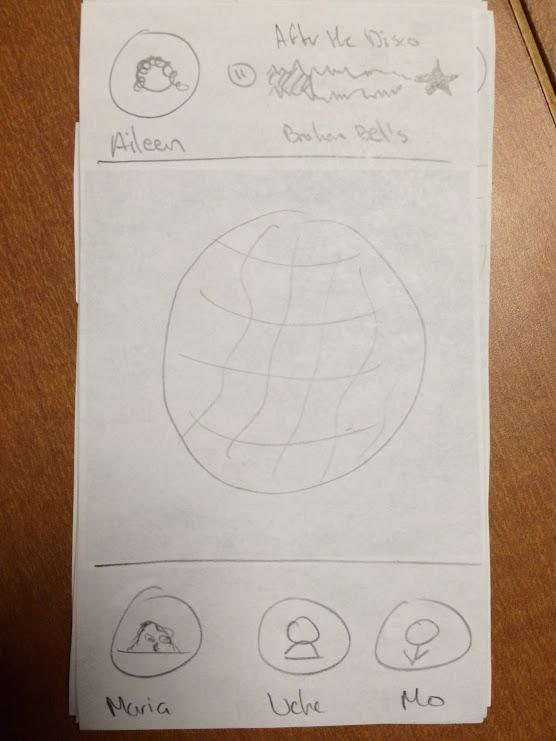 After the Disco
Aileen
Broken Bells
Maria
Uche
Mo